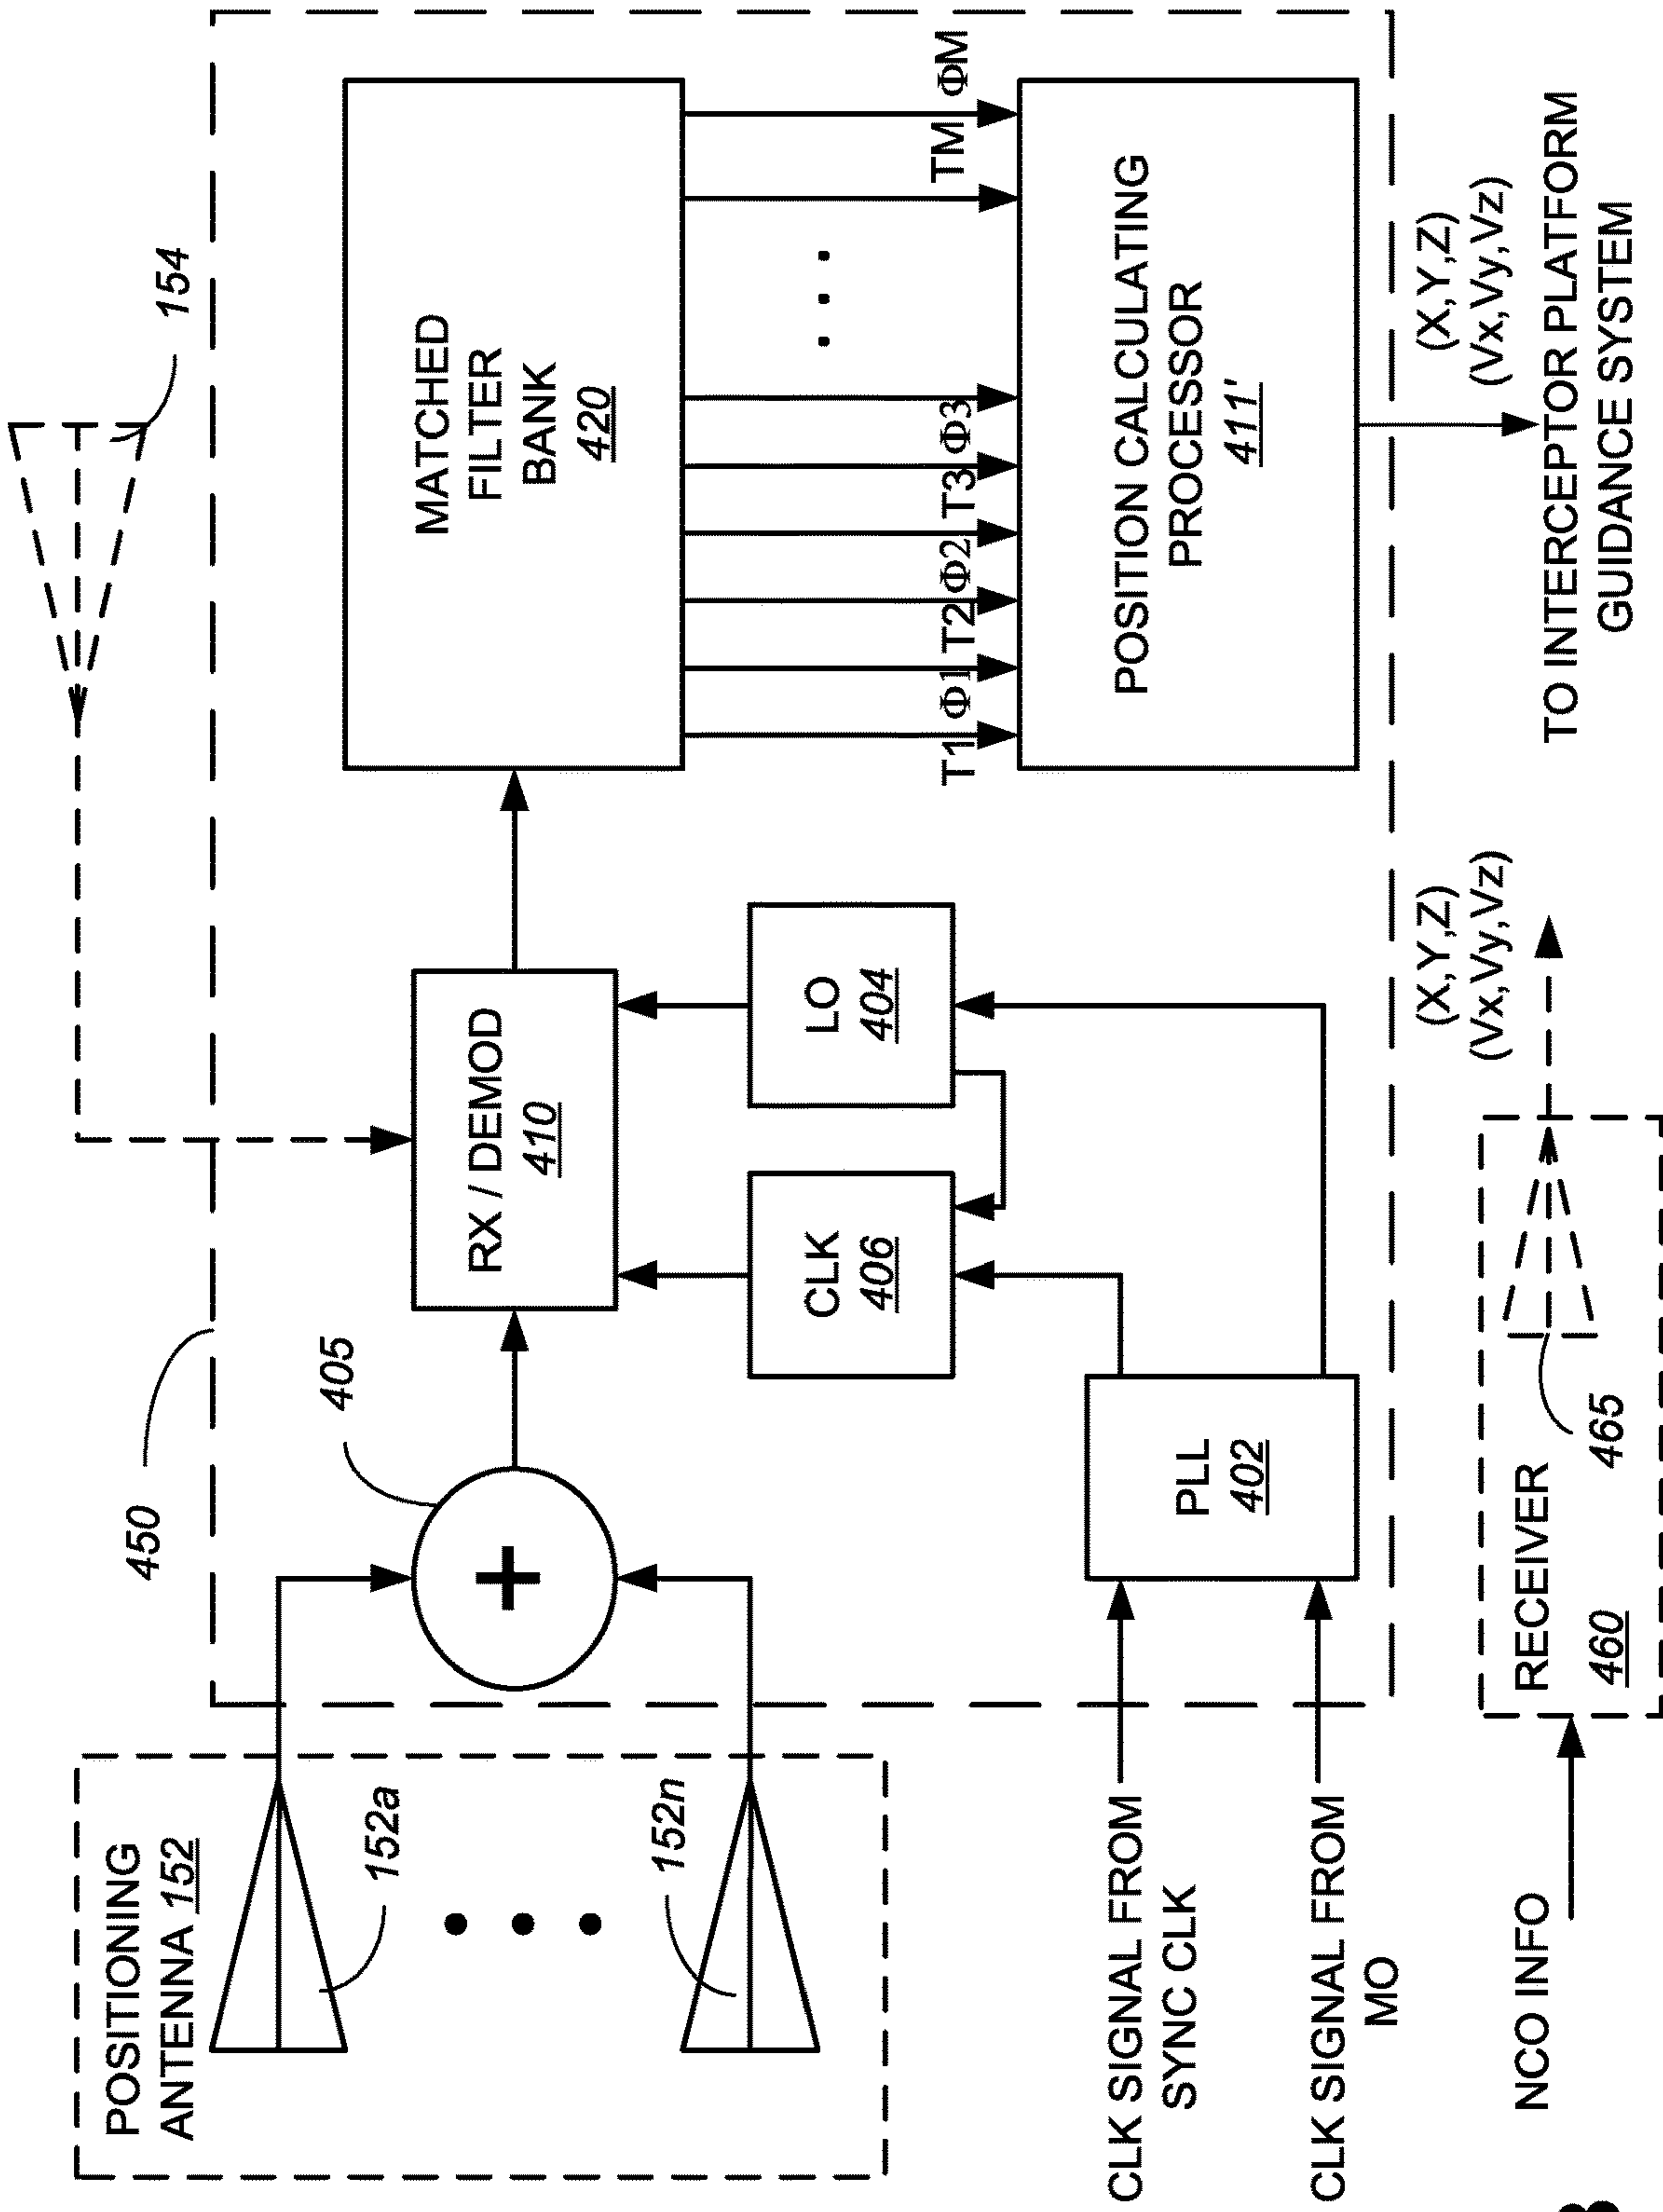 154
450
405
POSITIONING
ANTENNA 152
152a
152n
RX / DEMOD
410
MATCHED
FILTER
BANK
420
CLK
406
LO
404
T1
Φ1
T2
Φ2
T3
Φ3
TM
ΦM
PLL
402
POSITION CALCULATING
PROCESSOR
411'
CLK SIGNAL FROM
SYNC CLK
CLK SIGNAL FROM
MO
(X,Y,Z)
(Vx,Vy,Vz)
(X,Y,Z)
(Vx,Vy,Vz)
TO INTERCEPTOR PLATFORM
GUIDANCE SYSTEM
NCO INFO
RECEIVER
460
465